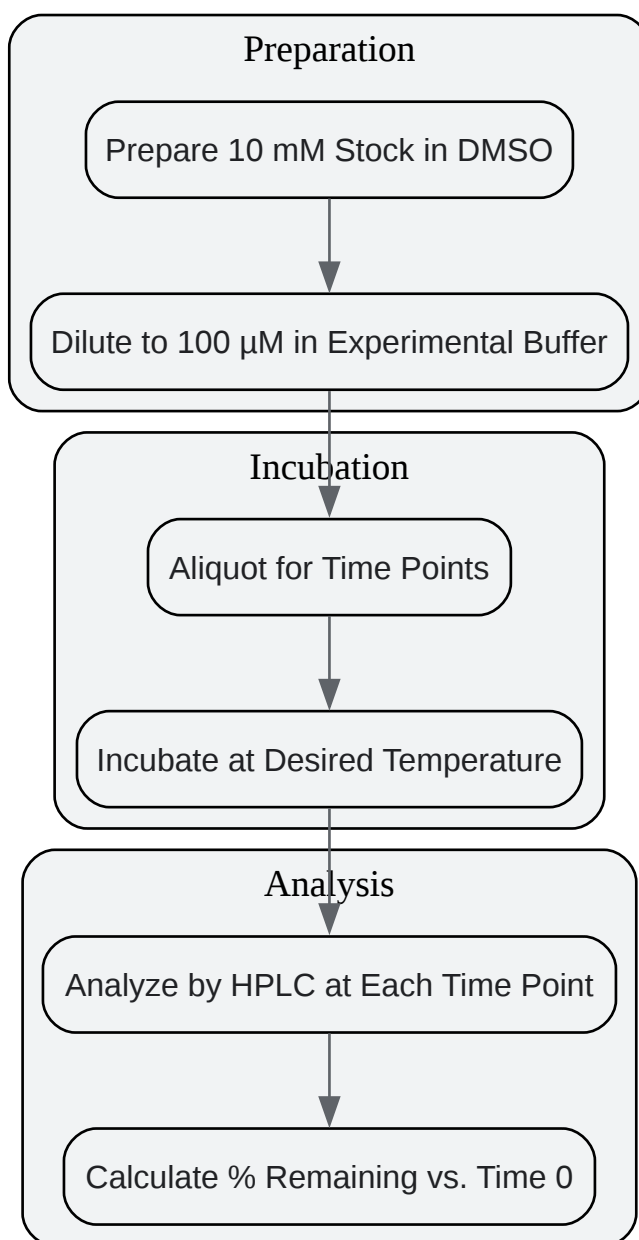 Preparation
Prepare 10 mM Stock in DMSO
Dilute to 100 µM in Experimental Buffer
Incubation
Aliquot for Time Points
Incubate at Desired Temperature
Analysis
Analyze by HPLC at Each Time Point
Calculate % Remaining vs. Time 0